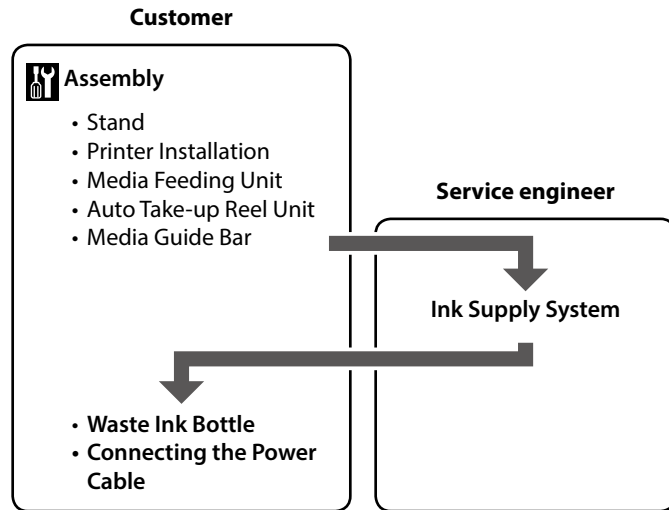 Customer
Assembly
• Stand
• Printer Installation
• Media Feeding Unit
• Auto Take-up Reel Unit
• Media Guide Bar
Service engineer
Ink Supply System
• Waste Ink Bottle
• Connecting the Power
Cable